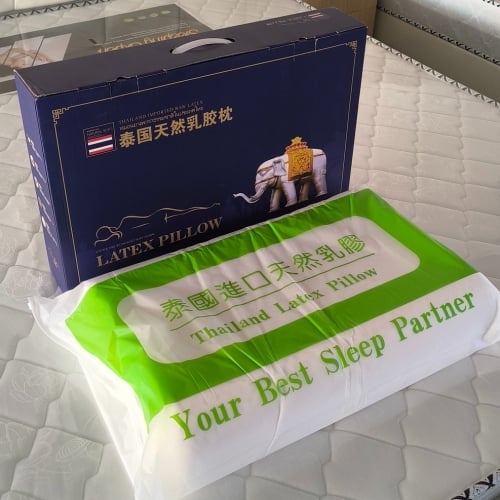 THAILAND IMPORTED RAW LATEX
泰国天然乳胶枕
LATEX PILLOW
泰國進口天然乳膠
Thailand Latex Pillow
Your Best Sleep Partner